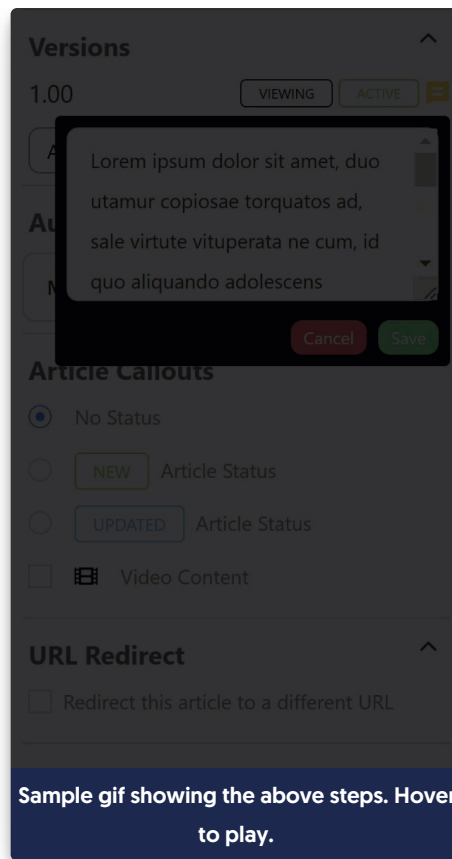 Versions
1.00 VIEWING ACTIVE
A
Lorem ipsum dolor sit amet, duo
utamur copiosae torquatos ad,
Au
sale virtute vituperata ne cum, id
M
quo aliquando adolescens
Cancel Save
Article Callouts
No Status
NEW Article Status
UPDATED Article Status
Video Content
URL Redirect
Redirect this article to a different URL
Sample gif showing the above steps. Hover
to play.